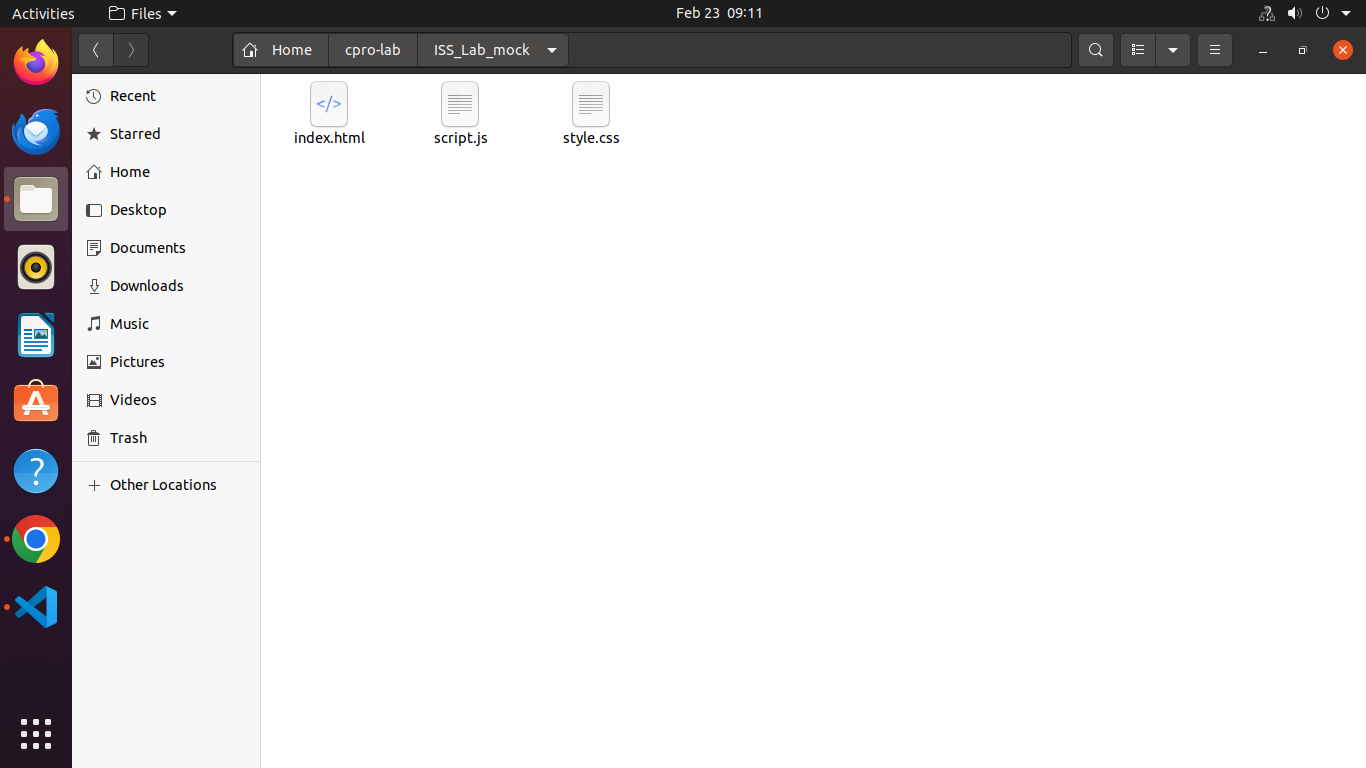 Activities Files Feb 23 09:11
Home cpro-lab ISS_Lab_mock
Recent
Starred
Home
Desktop
Documents
Downloads
Music
Pictures
Videos
Trash
Other Locations
</> 
index.html script.js style.css